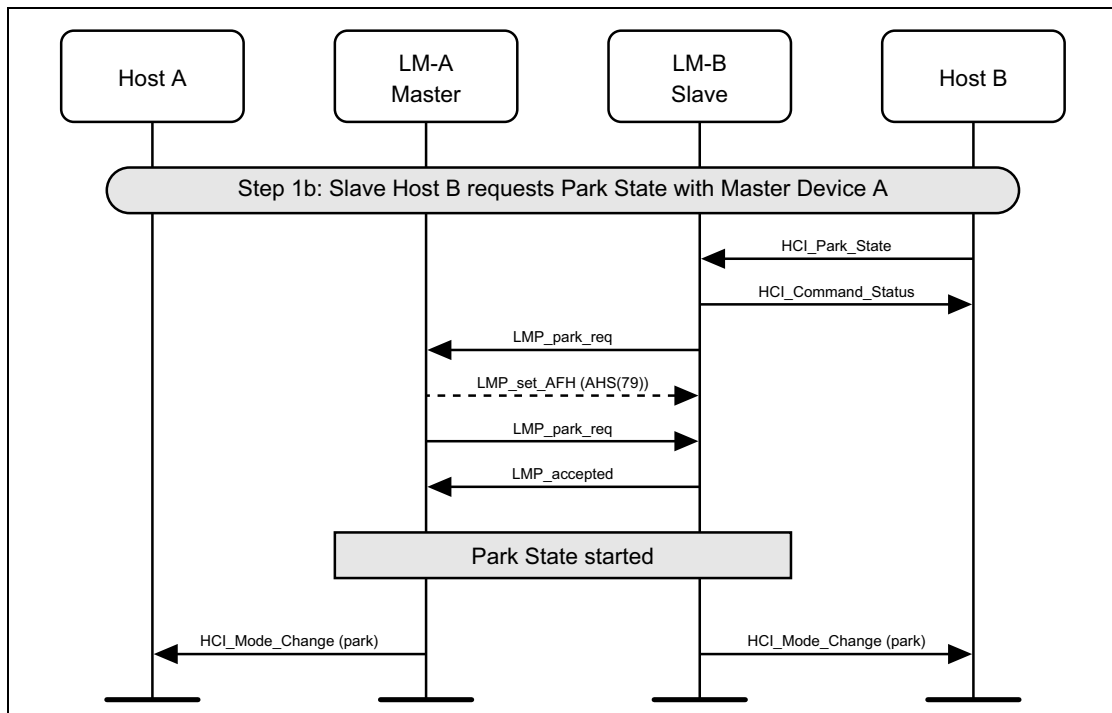 Host A
LM-A
Master
LM-B
Slave
Host B
Step 1b: Slave Host B requests Park State with Master Device A
HCI_Park_State
HCI_Command_Status
LMP_park_req
LMP_set_AFH (AHS(79))
LMP_park_req
LMP_accepted
Park State started
HCI_Mode_Change (park)
HCI_Mode_Change (park)